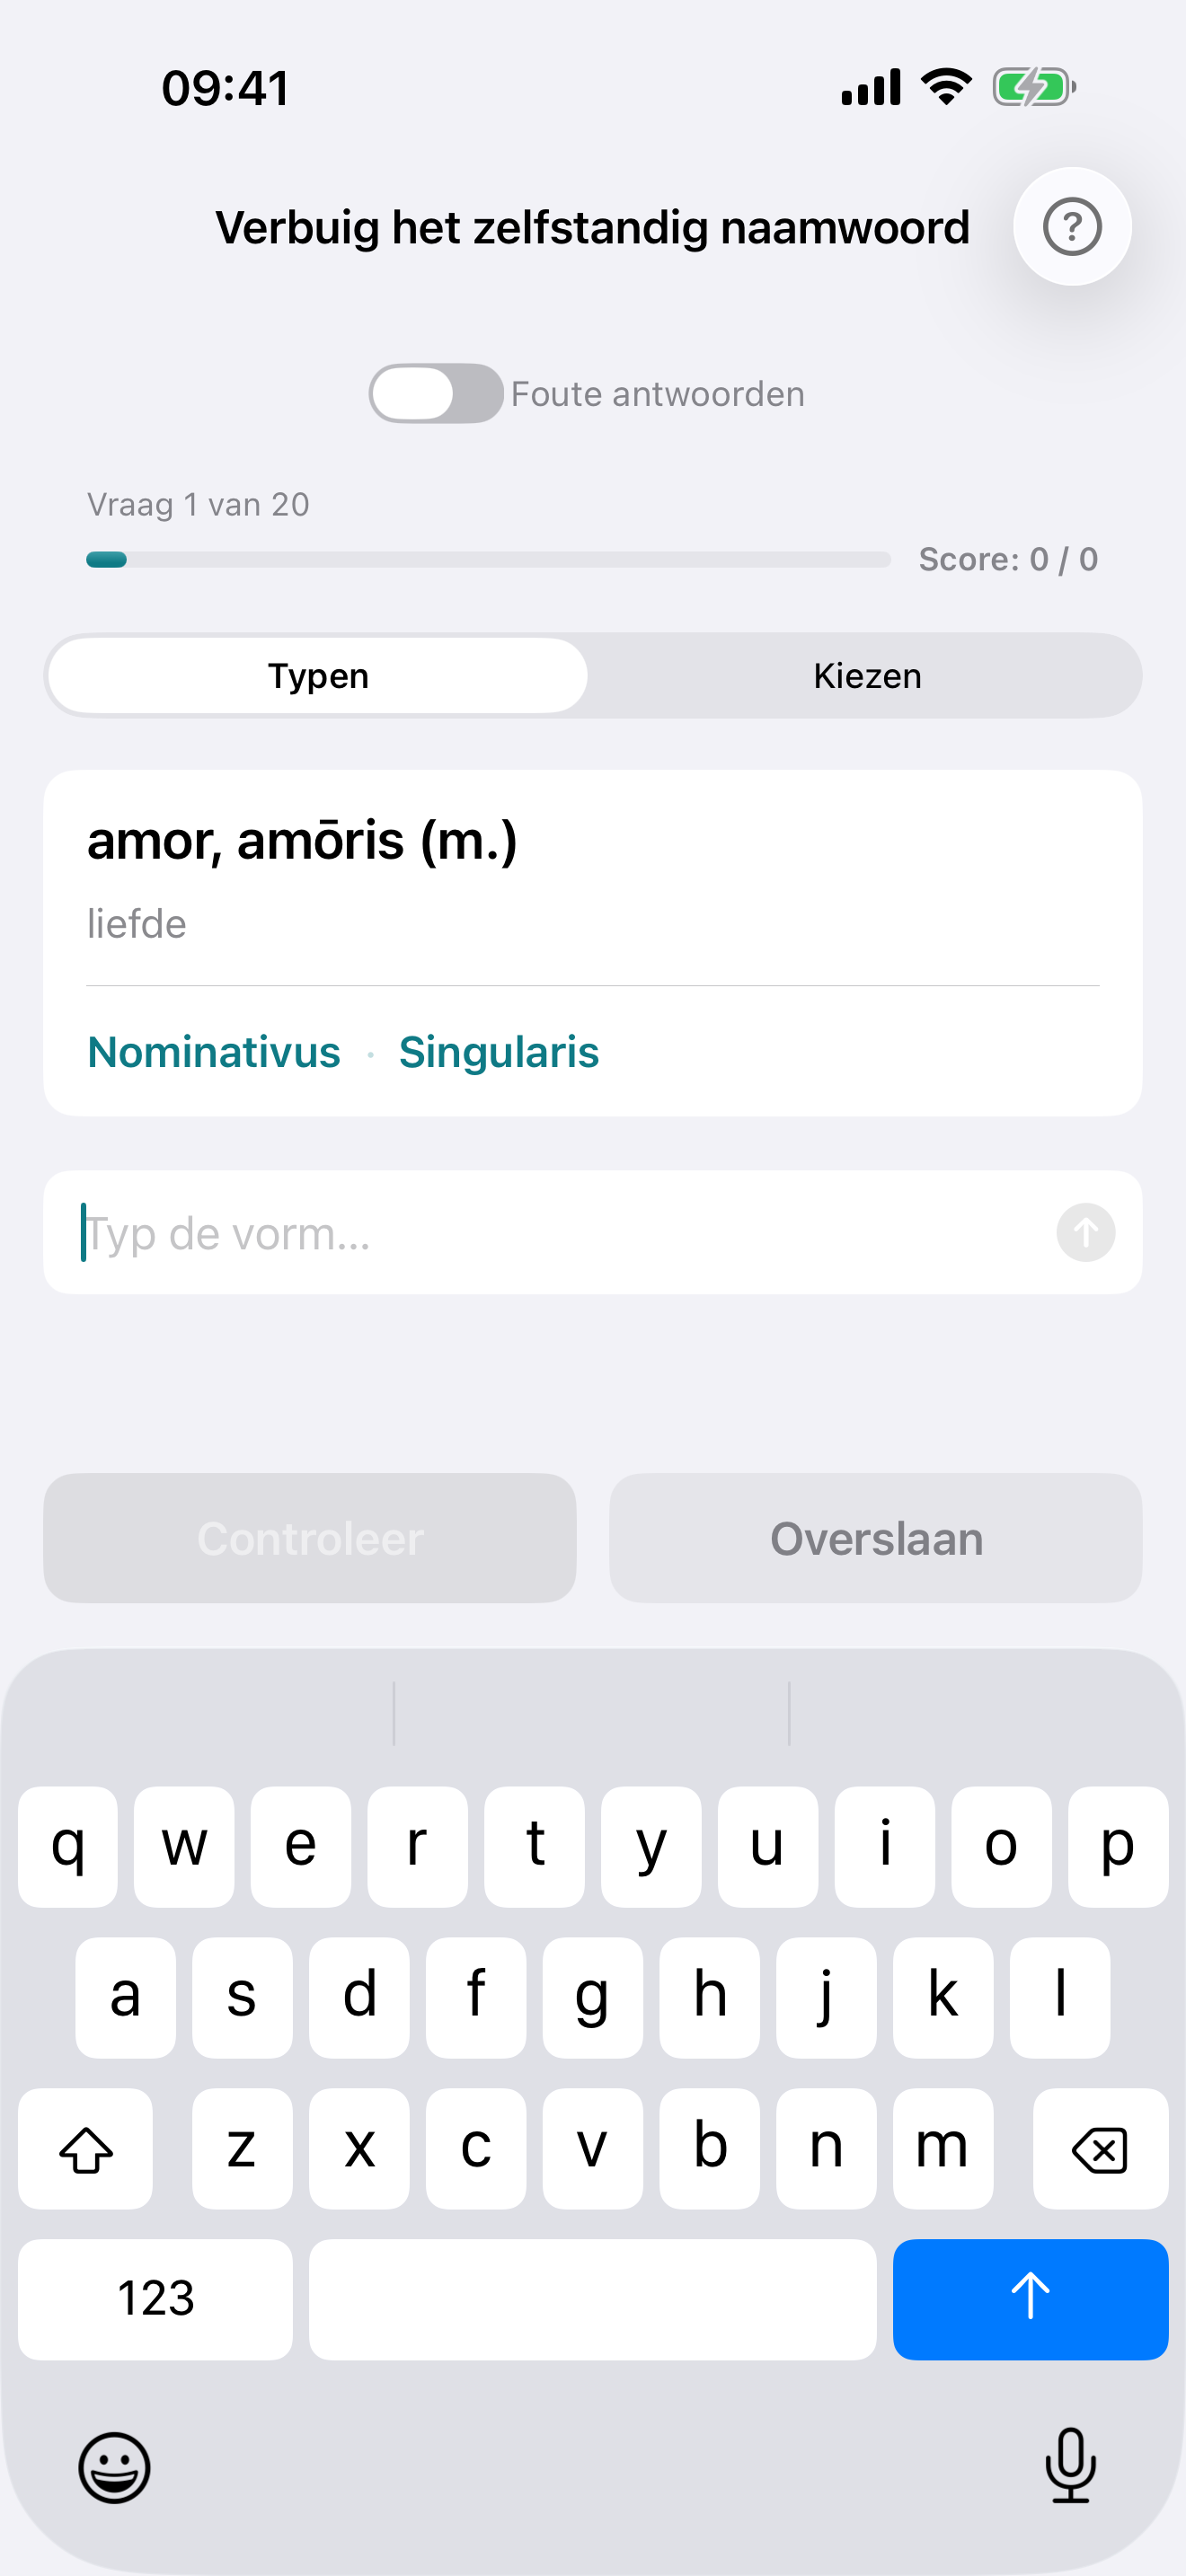 09:41
Verbuig het zelfstandig naamwoord
Foute antwoorden
Vraag 1 van 20
Score: 0 / 0
Typen
Kiezen
amor, amōris (m.)
liefde
Nominativus · Singularis
Typ de vorm...
Controleer
Overslaan
q w e r t y u i o p
a s d f g h j k l
z x c v b n m
123